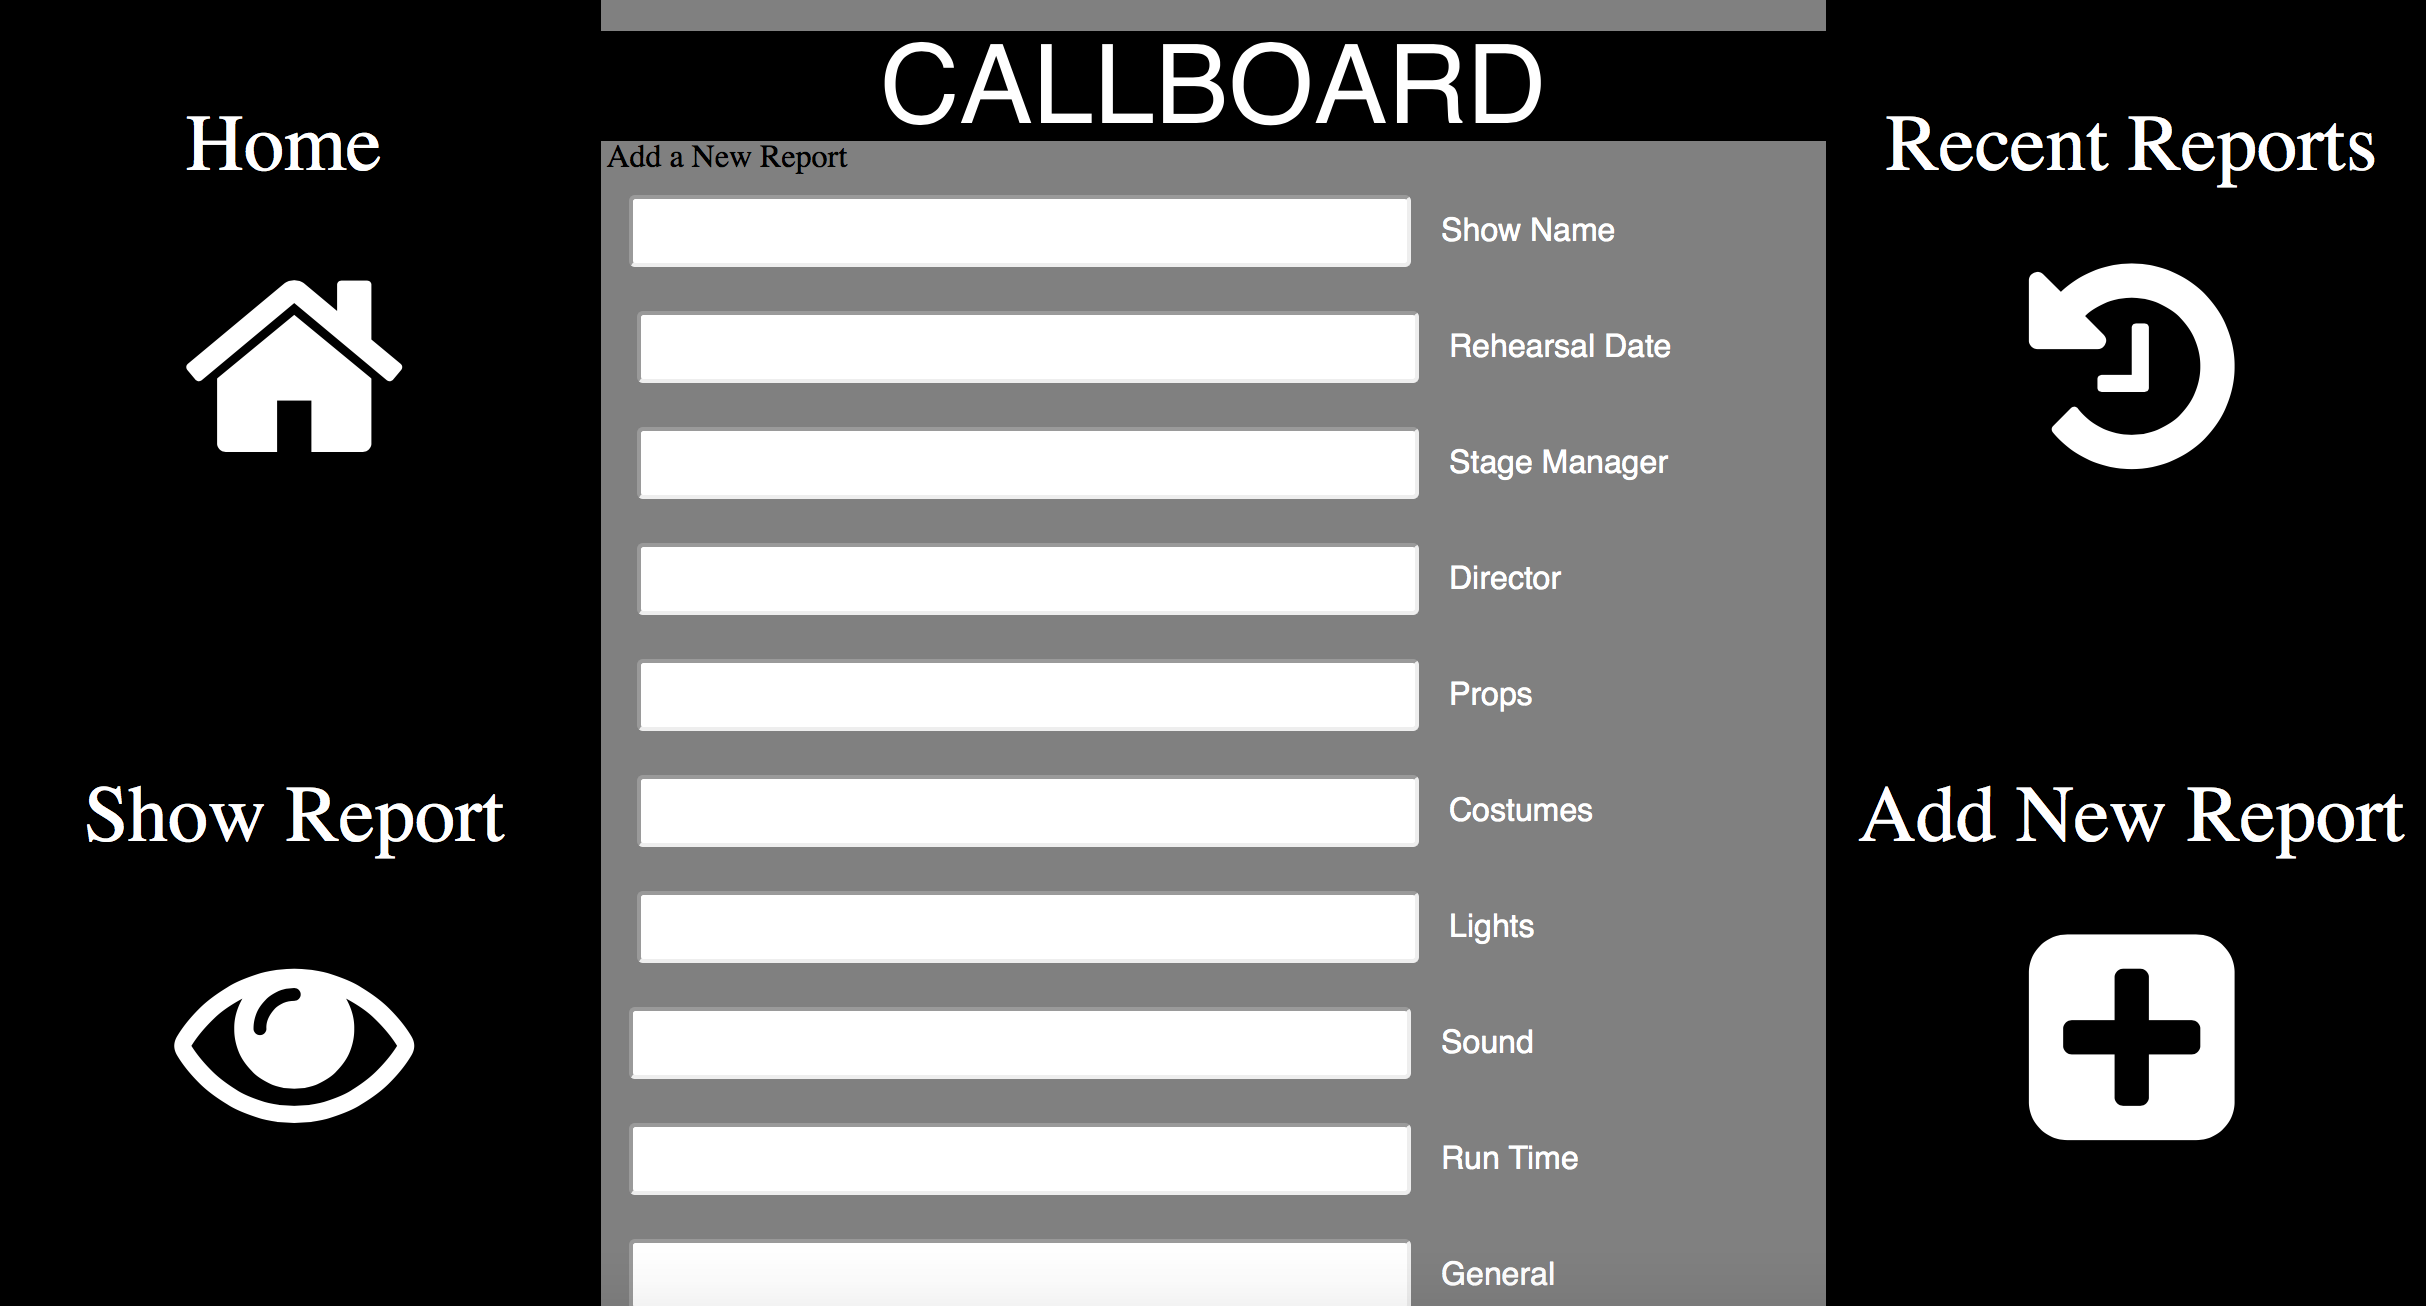 CALLBOARD
Home
Show Report
Add a New Report
Show Name
Rehearsal Date
Stage Manager
Director
Props
Costumes
Lights
Sound
Run Time
General
Recent Reports
Add New Report